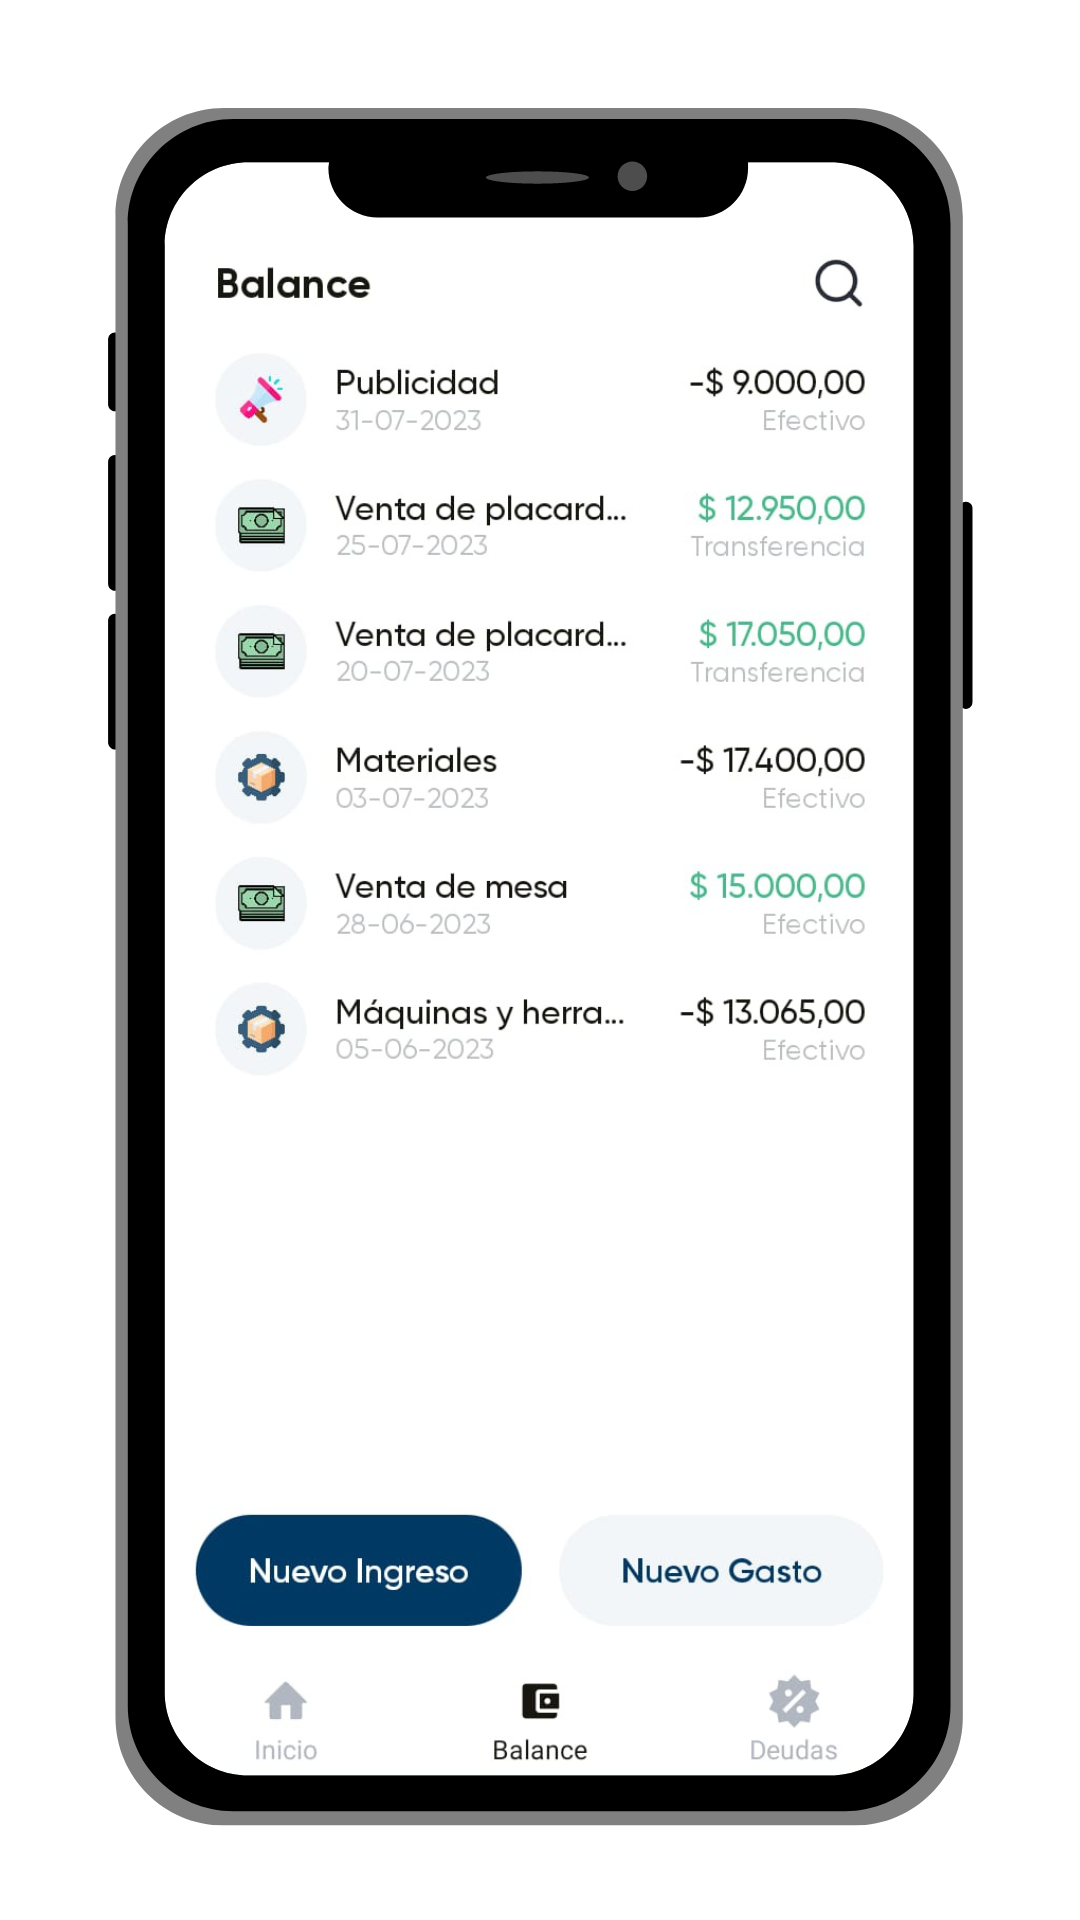 Balance
Publicidad -$ 9.000,00
31-07-2023 Efectivo
Venta de placard... $ 12.950,00
25-07-2023 Transferencia
Venta de placard... $ 17.050,00
20-07-2023 Transferencia
Materiales -$ 17.400,00
03-07-2023 Efectivo
Venta de mesa $ 15.000,00
28-06-2023 Efectivo
Máquinas y herra... -$ 13.065,00
05-06-2023 Efectivo
Nuevo Ingreso Nuevo Gasto
Inicio Balance Deudas